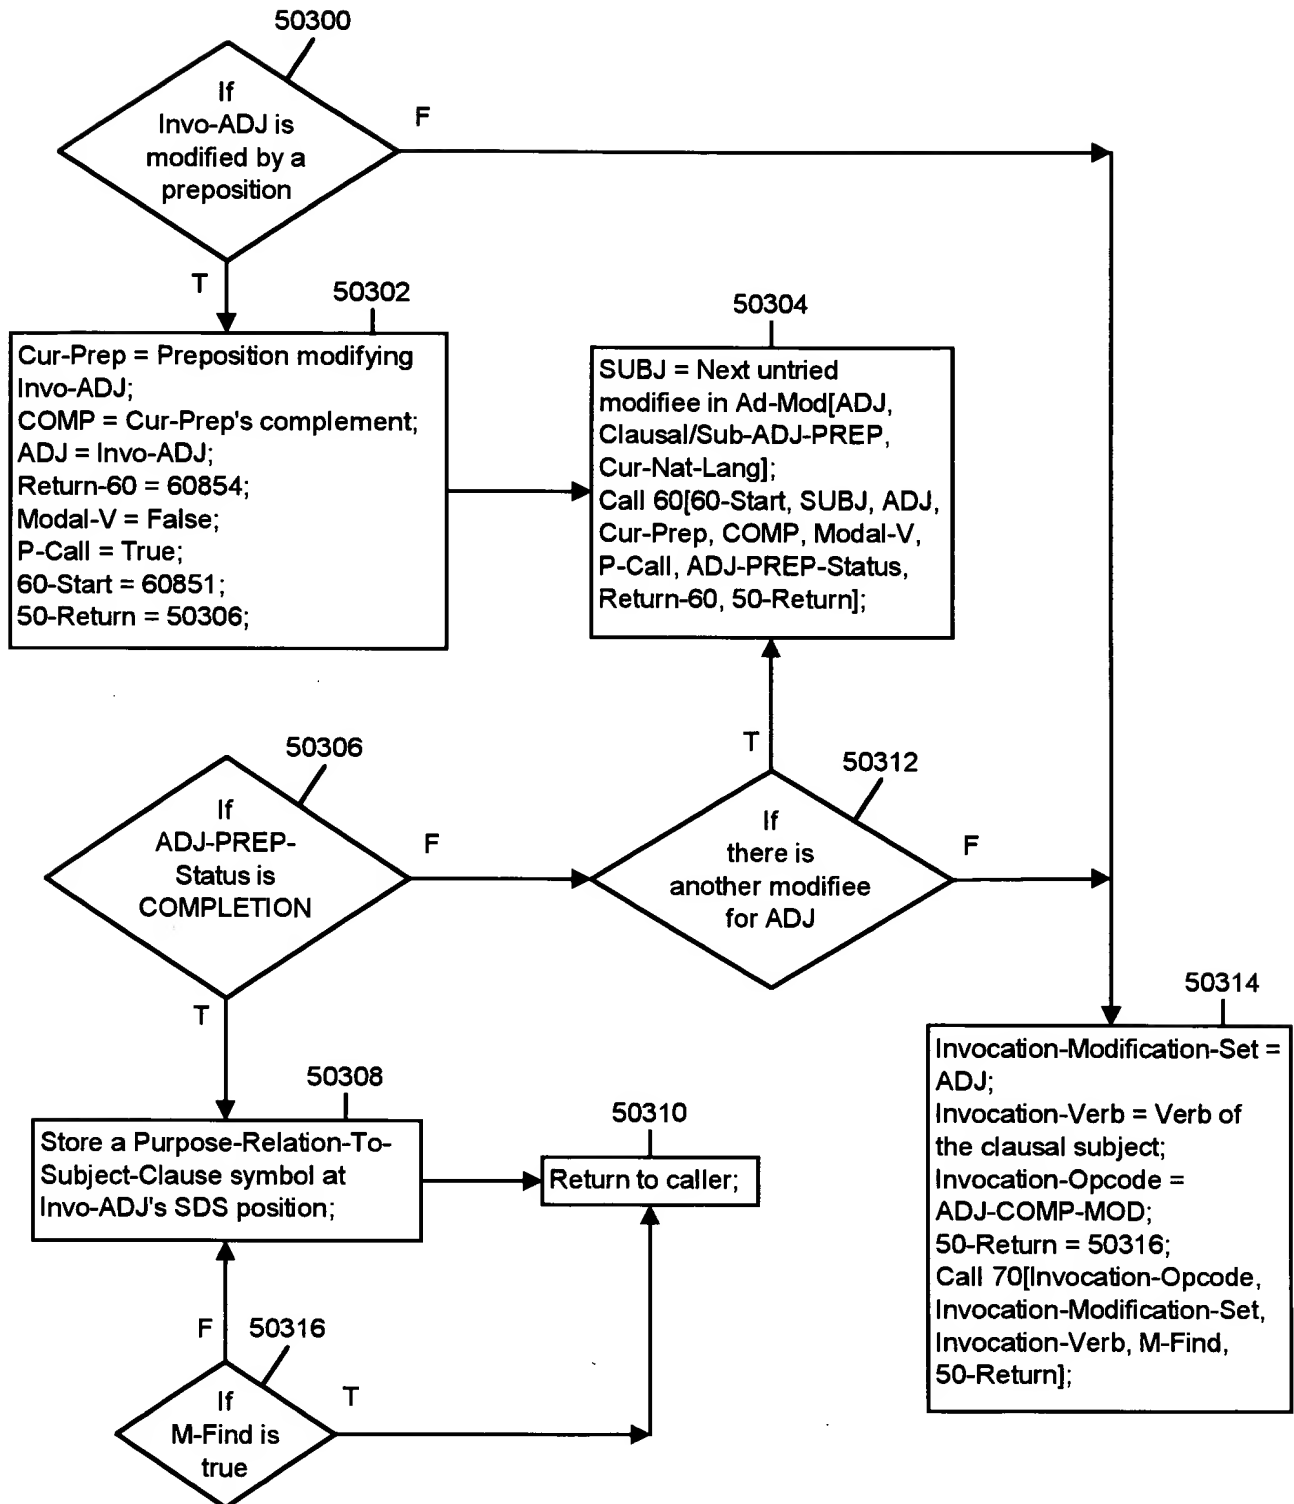 50300
If
Invo-ADJ is
modified by a
preposition
F
T
50302
Cur-Prep = Preposition modifying
Invo-ADJ;
COMP = Cur-Prep's complement;
ADJ = Invo-ADJ;
Return-60 = 60854;
Modal-V = False;
P-Call = True;
60-Start = 60851;
50-Return = 50306;
50304
SUBJ = Next untried
modifiee in Ad-Mod[ADJ,
Clausal/Sub-ADJ-PREP,
Cur-Nat-Lang];
Call 60[60-Start, SUBJ, ADJ,
Cur-Prep, COMP, Modal-V,
P-Call, ADJ-PREP-Status,
Return-60, 50-Return];
50306
If
ADJ-PREP-
Status is
COMPLETION
F
T
50312
If
there is
another modifiee
for ADJ
T
F
50308
Store a Purpose-Relation-To-
Subject-Clause symbol at
Invo-ADJ's SDS position;
50310
Return to caller;
50314
Invocation-Modification-Set =
ADJ;
Invocation-Verb = Verb of
the clausal subject;
Invocation-Opcode =
ADJ-COMP-MOD;
50-Return = 50316;
Call 70[Invocation-Opcode,
Invocation-Modification-Set,
Invocation-Verb, M-Find,
50-Return];
50316
If
M-Find is
true
F
T